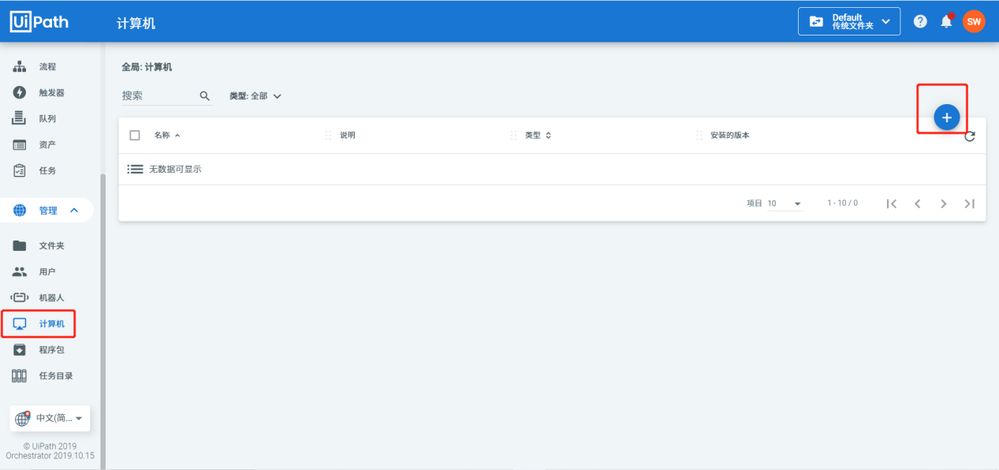 UiPath
计算机
Default
传统文件夹
SW
流程
触发器
队列
资产
任务
管理
文件夹
用户
机器人
计算机
程序包
任务目录
中文(简...
© UiPath 2019
Orchestrator 2019.10.15
全局: 计算机
搜索
类型: 全部
名称
说明
类型
安装的版本
无数据可显示
项目 10
1 - 10 / 0